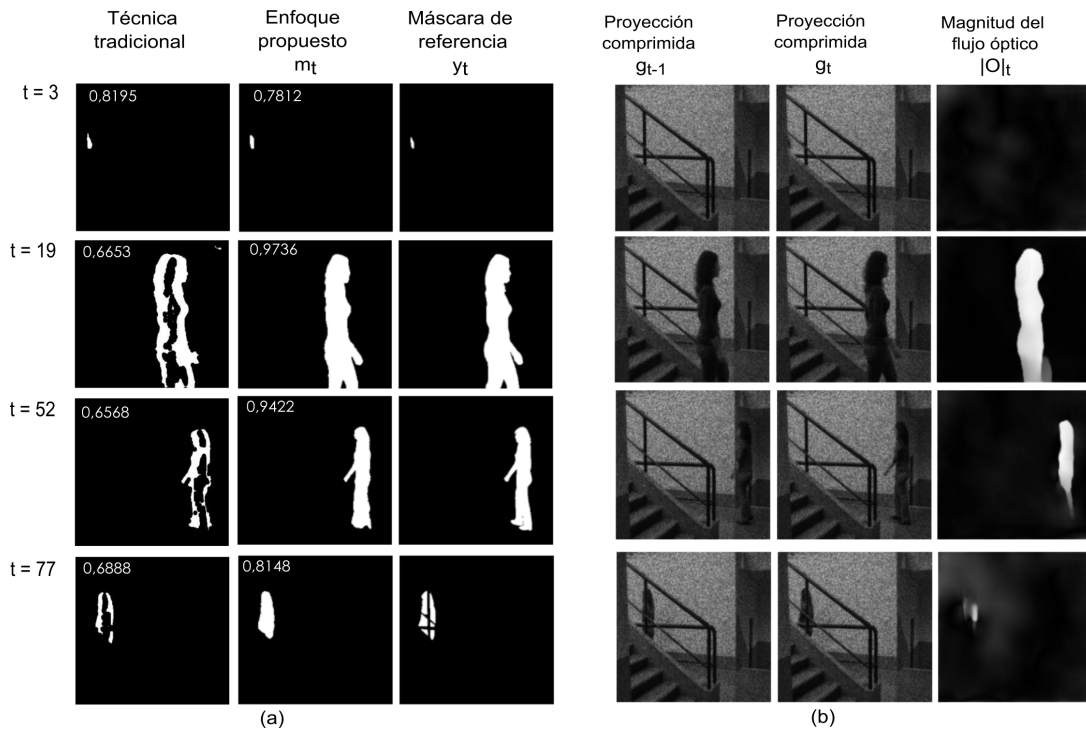 Técnica
tradicional
Enfoque
propuesto
mt
Máscara de
referencia
yt
Proyección
comprimida
gt-1
Proyección
comprimida
gt
Magnitud del
flujo óptico
|O|t
t = 3
0,8195
0,7812
t = 19
0,6653
0,9736
t = 52
0,6568
0,9422
t = 77
0,6888
0,8148
(a)
(b)